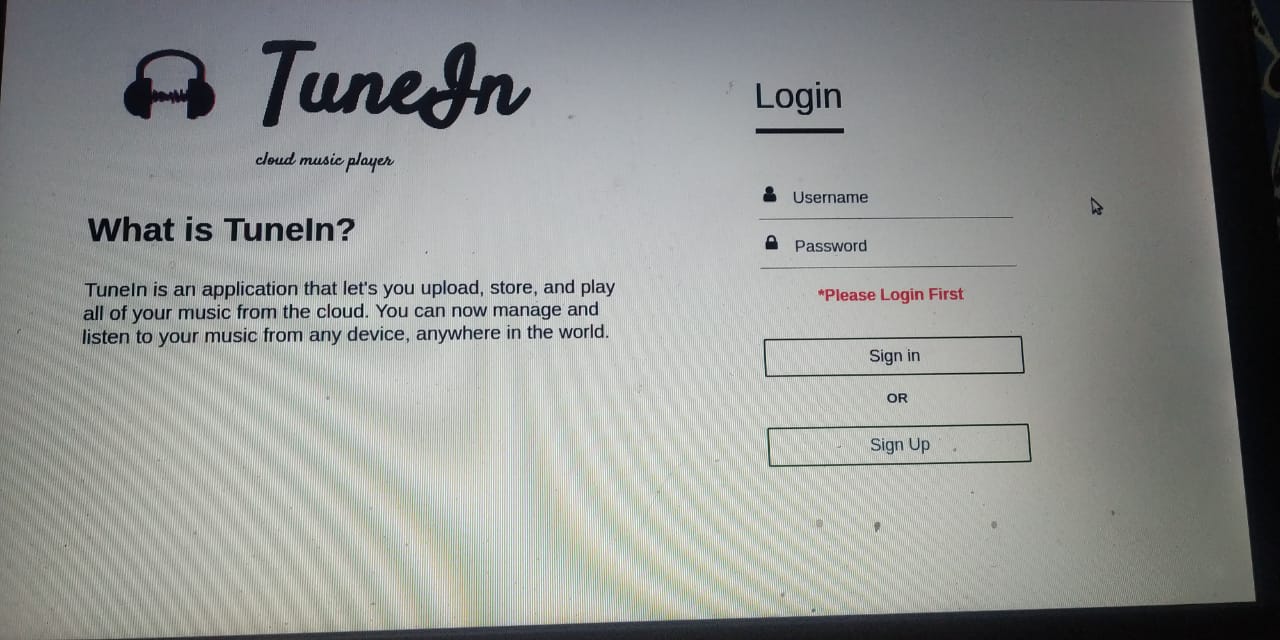 TuneIn
cloud music player
What is TuneIn?
TuneIn is an application that let's you upload, store, and play
all of your music from the cloud. You can now manage and
listen to your music from any device, anywhere in the world.
Login
Username
Password
*Please Login First
Sign in
OR
Sign Up